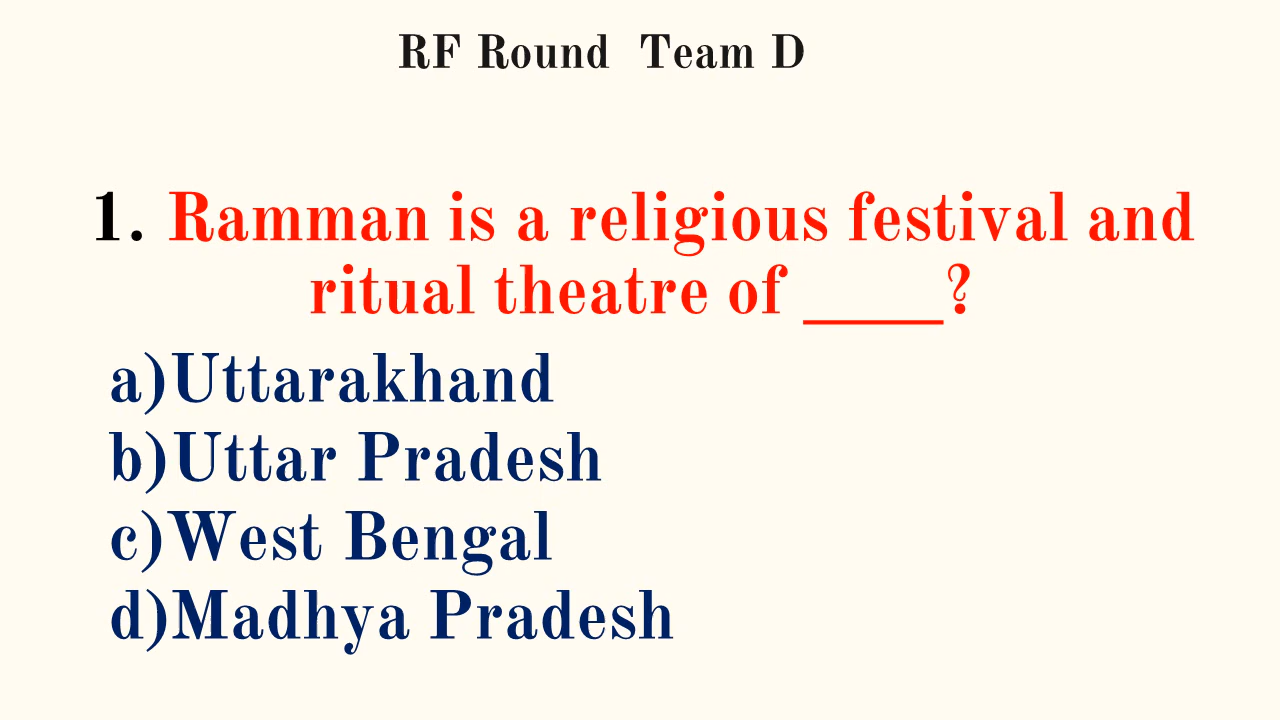 RF Round Team D
1. Ramman is a religious festival and
ritual theatre of ____?
a)Uttarakhand
b)Uttar Pradesh
c)West Bengal
d)Madhya Pradesh